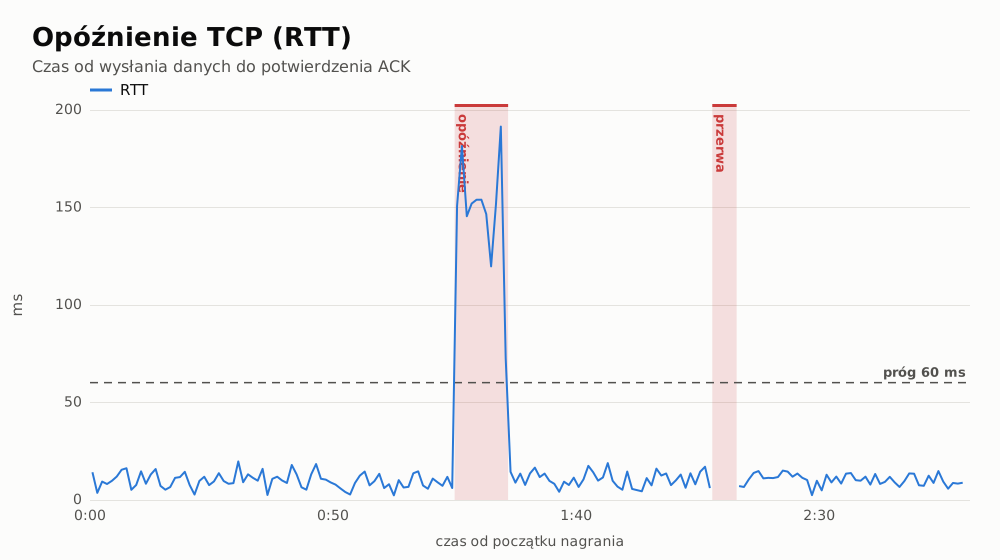 Opóźnienie TCP (RTT)
Czas od wysłania danych do potwierdzenia ACK
RTT
200
150
100
50
0
ms
opóźnienie
przerwa
próg 60 ms
0:00
0:50
1:40
2:30
czas od początku nagrania